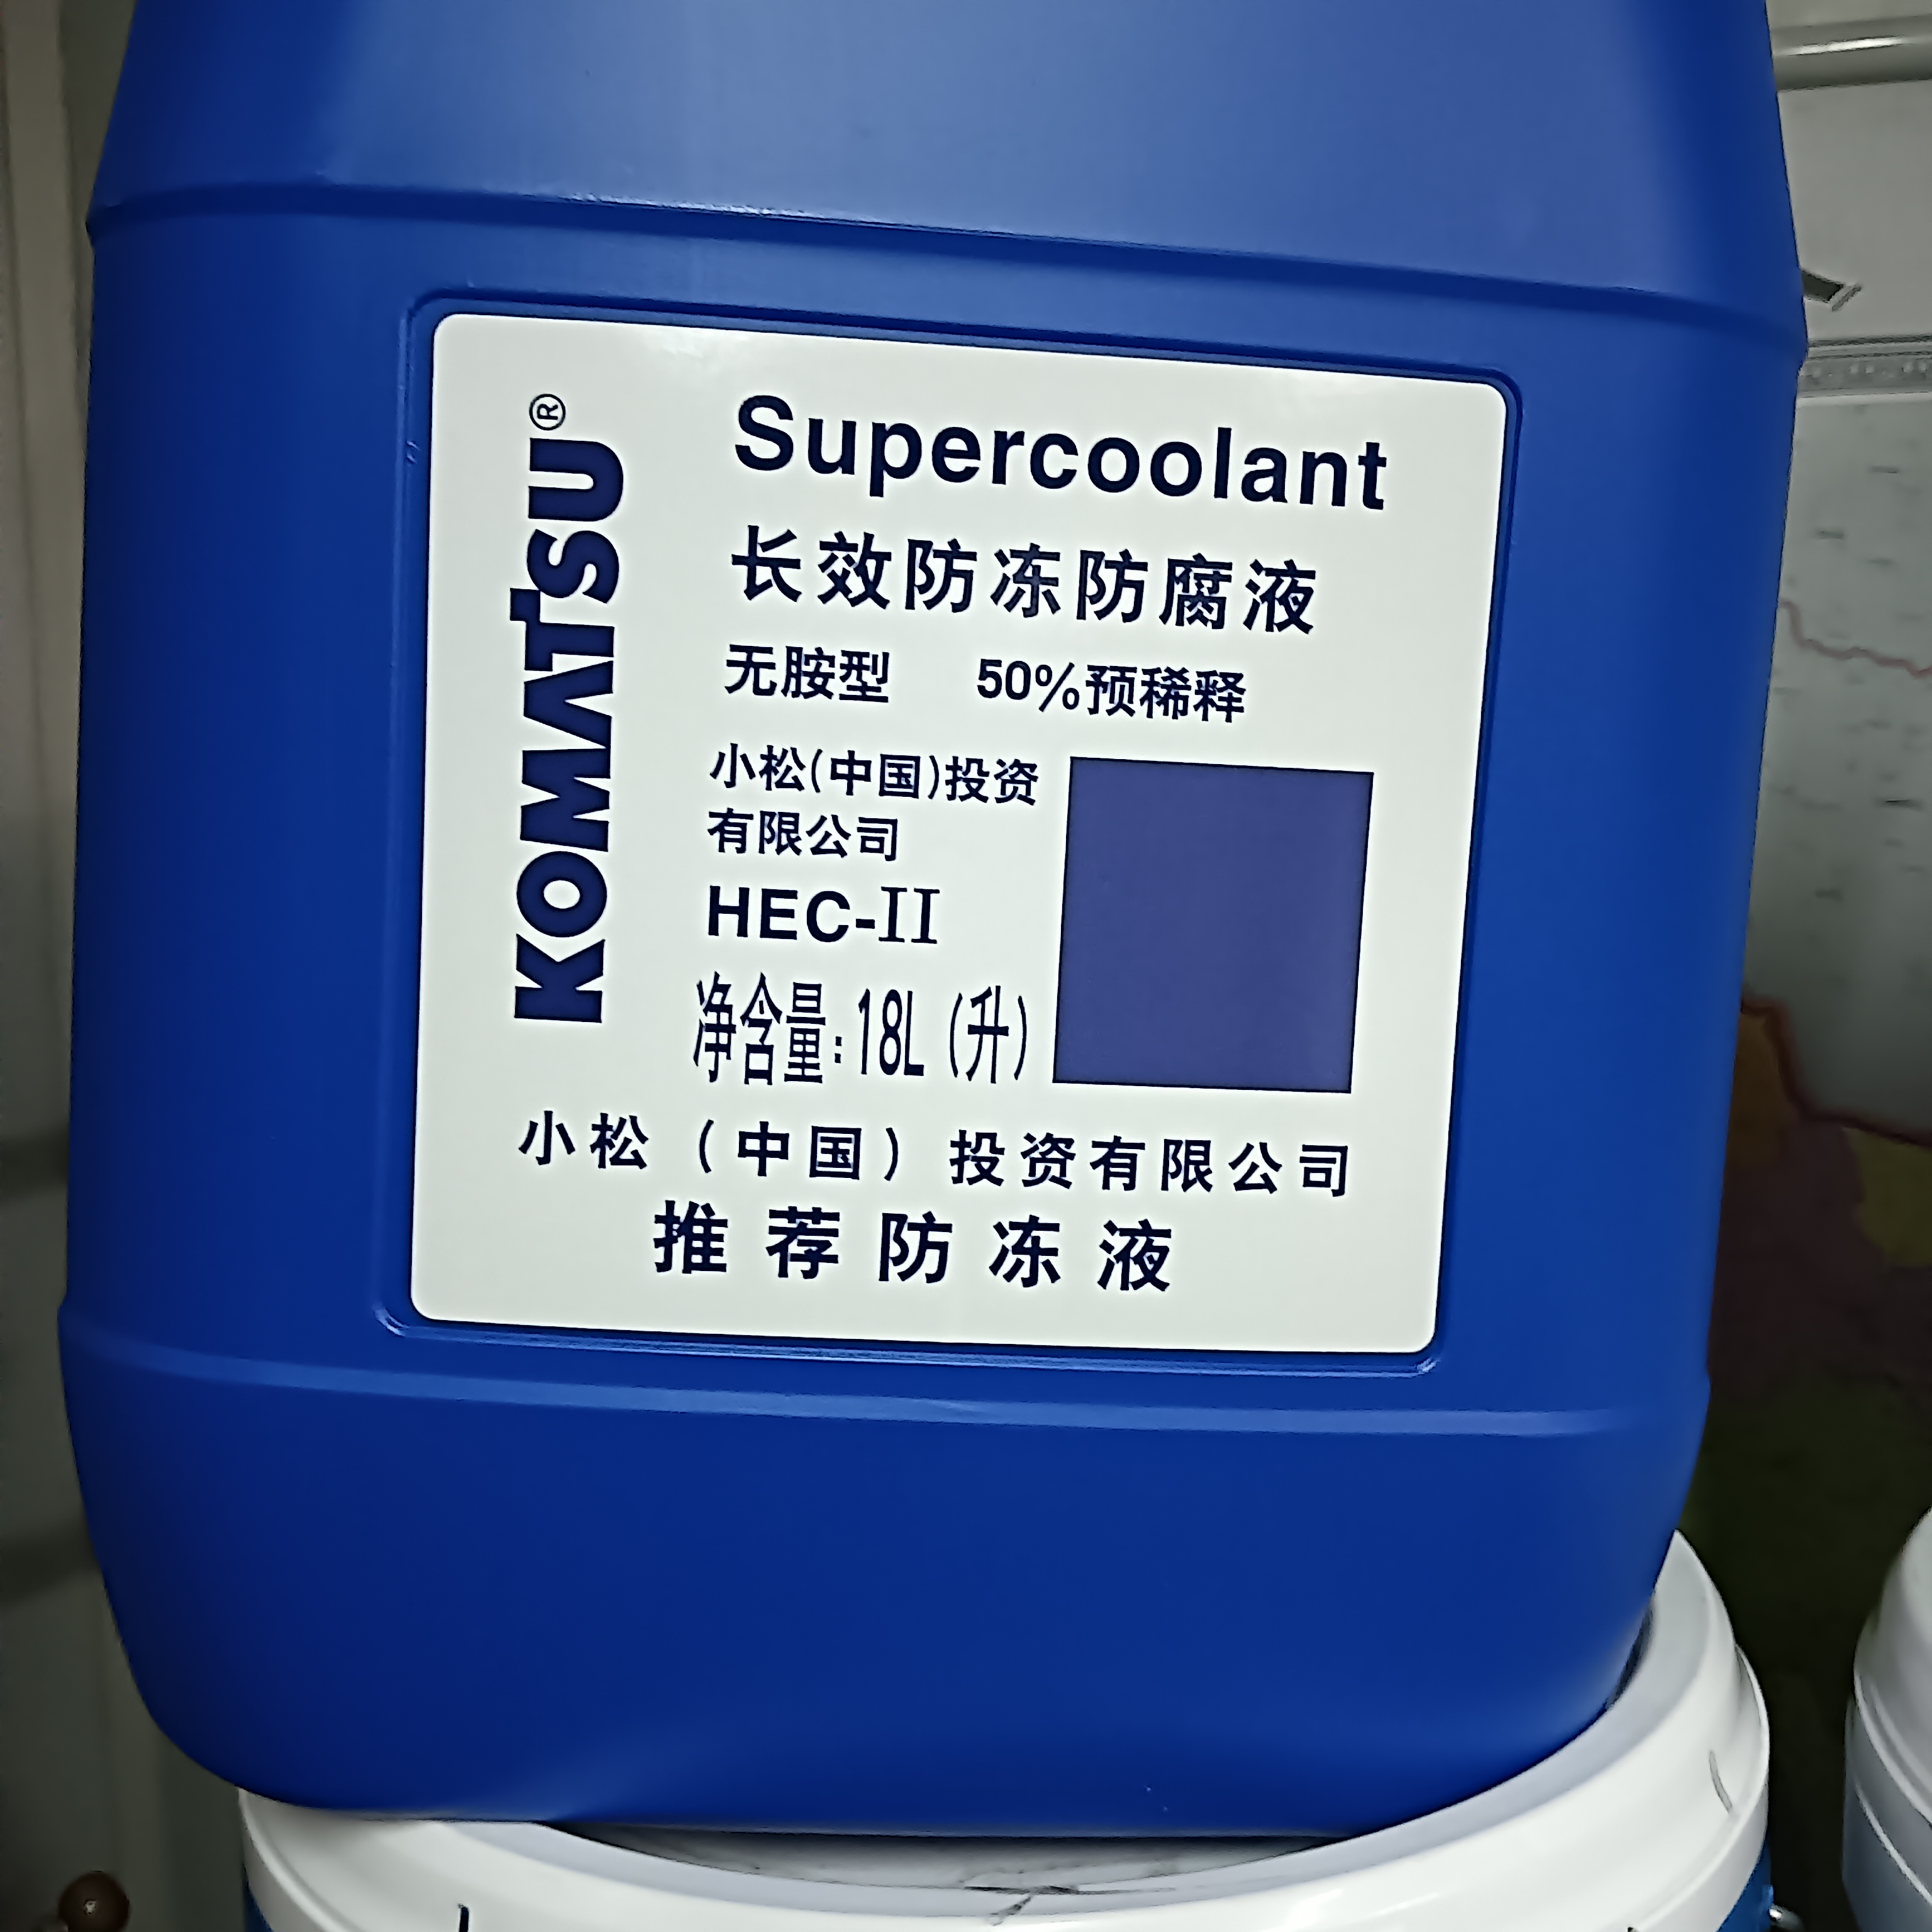 KOMATSU®
Supercoolant
长效防冻防腐液
无胺型 50%预稀释
小松(中国)投资
有限公司
HEC-II
净含量:18L (升)
小松 (中国) 投资有限公司
推荐防冻液